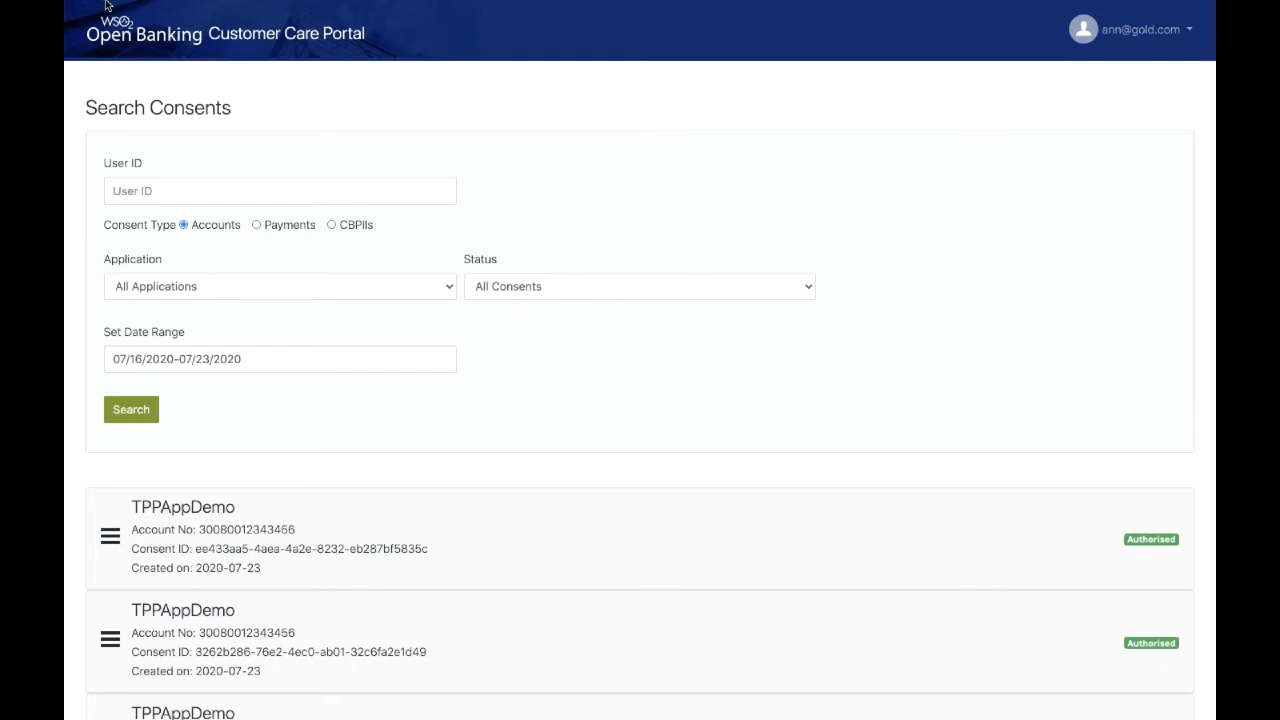 WSO2
Open Banking Customer Care Portal
ann@gold.com
Search Consents
User ID
User ID
Consent Type Accounts Payments CBPIIs
Application Status
All Applications All Consents
Set Date Range
07/16/2020-07/23/2020
Search
TPPAppDemo
Account No: 30080012343456
Consent ID: ee433aa5-4aea-4a2e-8232-eb287bf5835c
Created on: 2020-07-23
Authorised
TPPAppDemo
Account No: 30080012343456
Consent ID: 3262b286-76e2-4ec0-ab01-32c6fa2e1d49
Created on: 2020-07-23
Authorised
TPPAppDemo